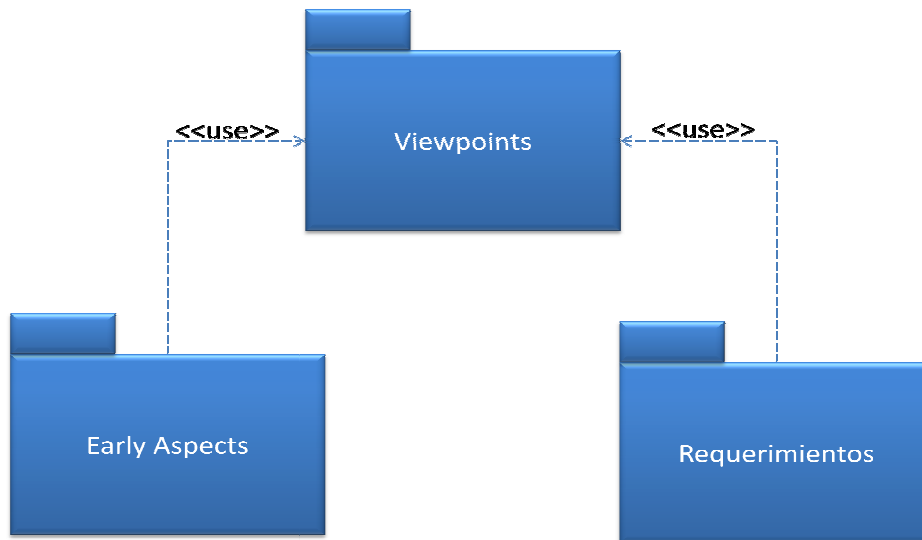 <<use>>
<<use>>
Viewpoints
Early Aspects
Requerimientos